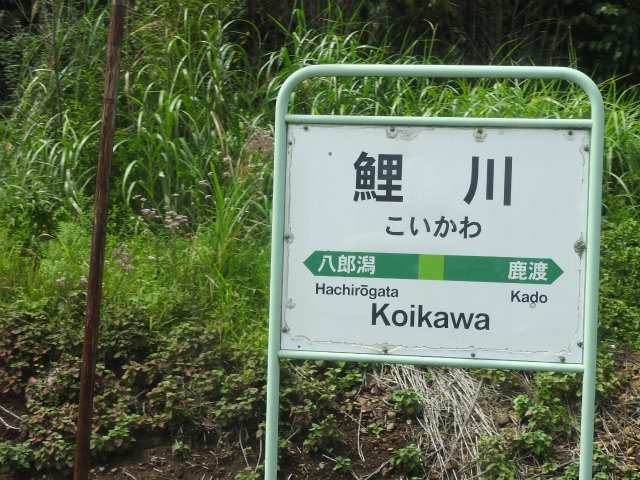 鯉川
こいかわ
八郎潟 鹿渡
Hachirōgata Kado
Koikawa